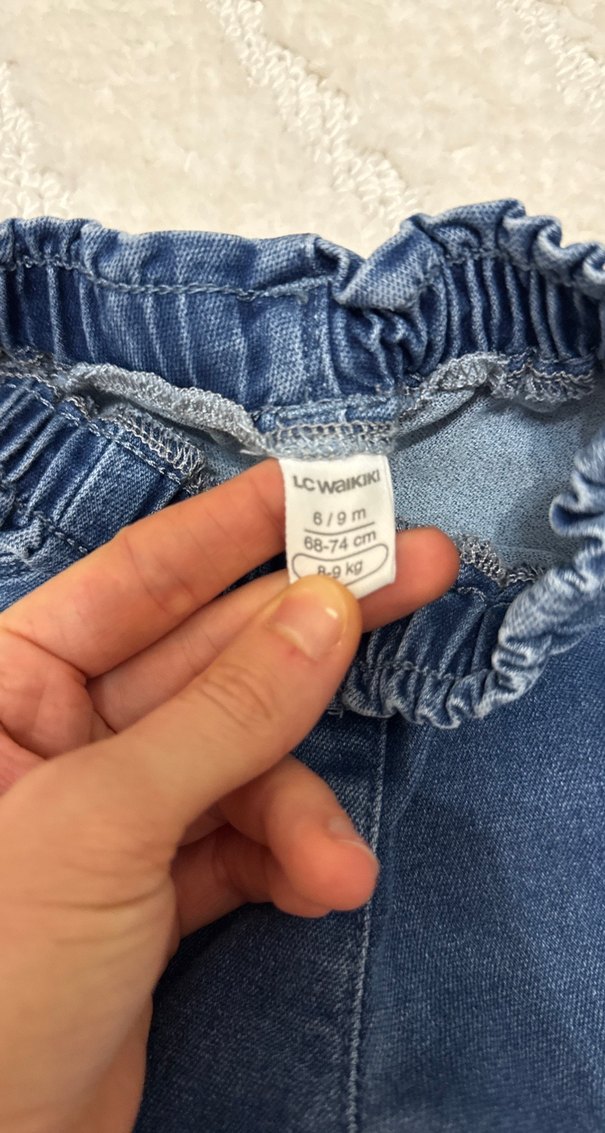 LC WAIKIKI
6/9 m
68-74 cm
8-9 kg